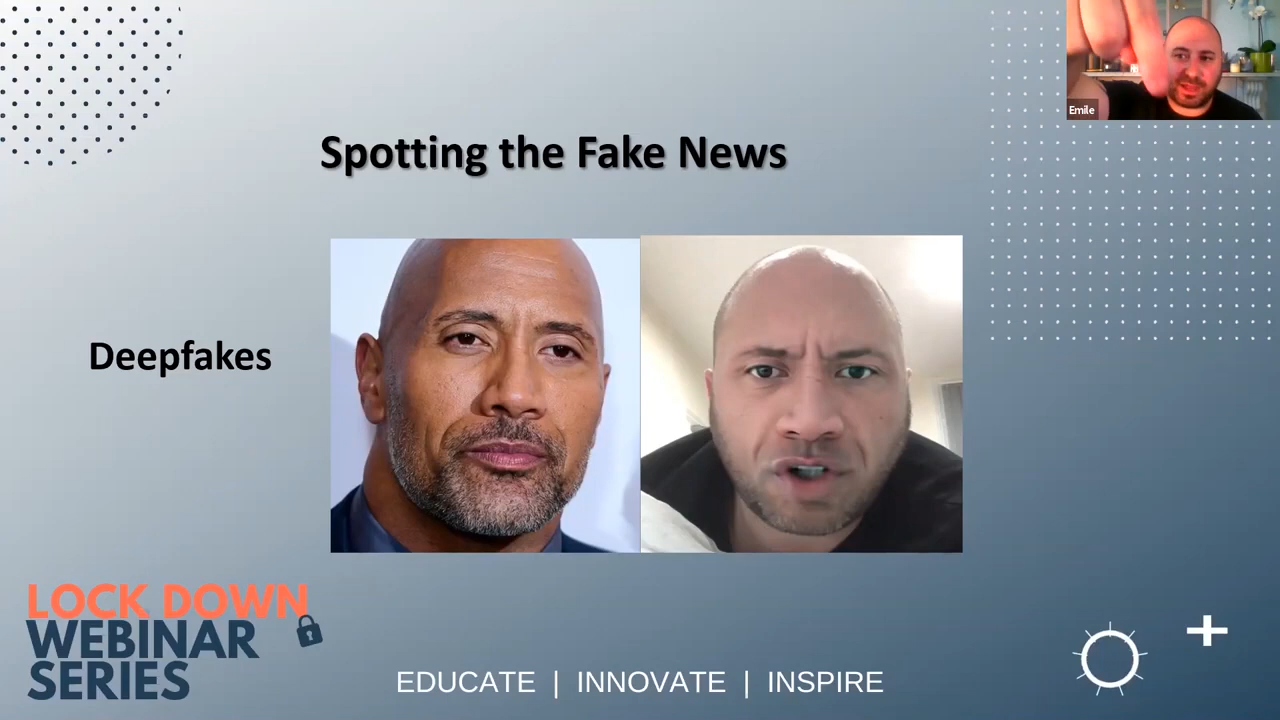 Emile
Spotting the Fake News
Deepfakes
LOCK DOWN
WEBINAR
SERIES
EDUCATE | INNOVATE | INSPIRE